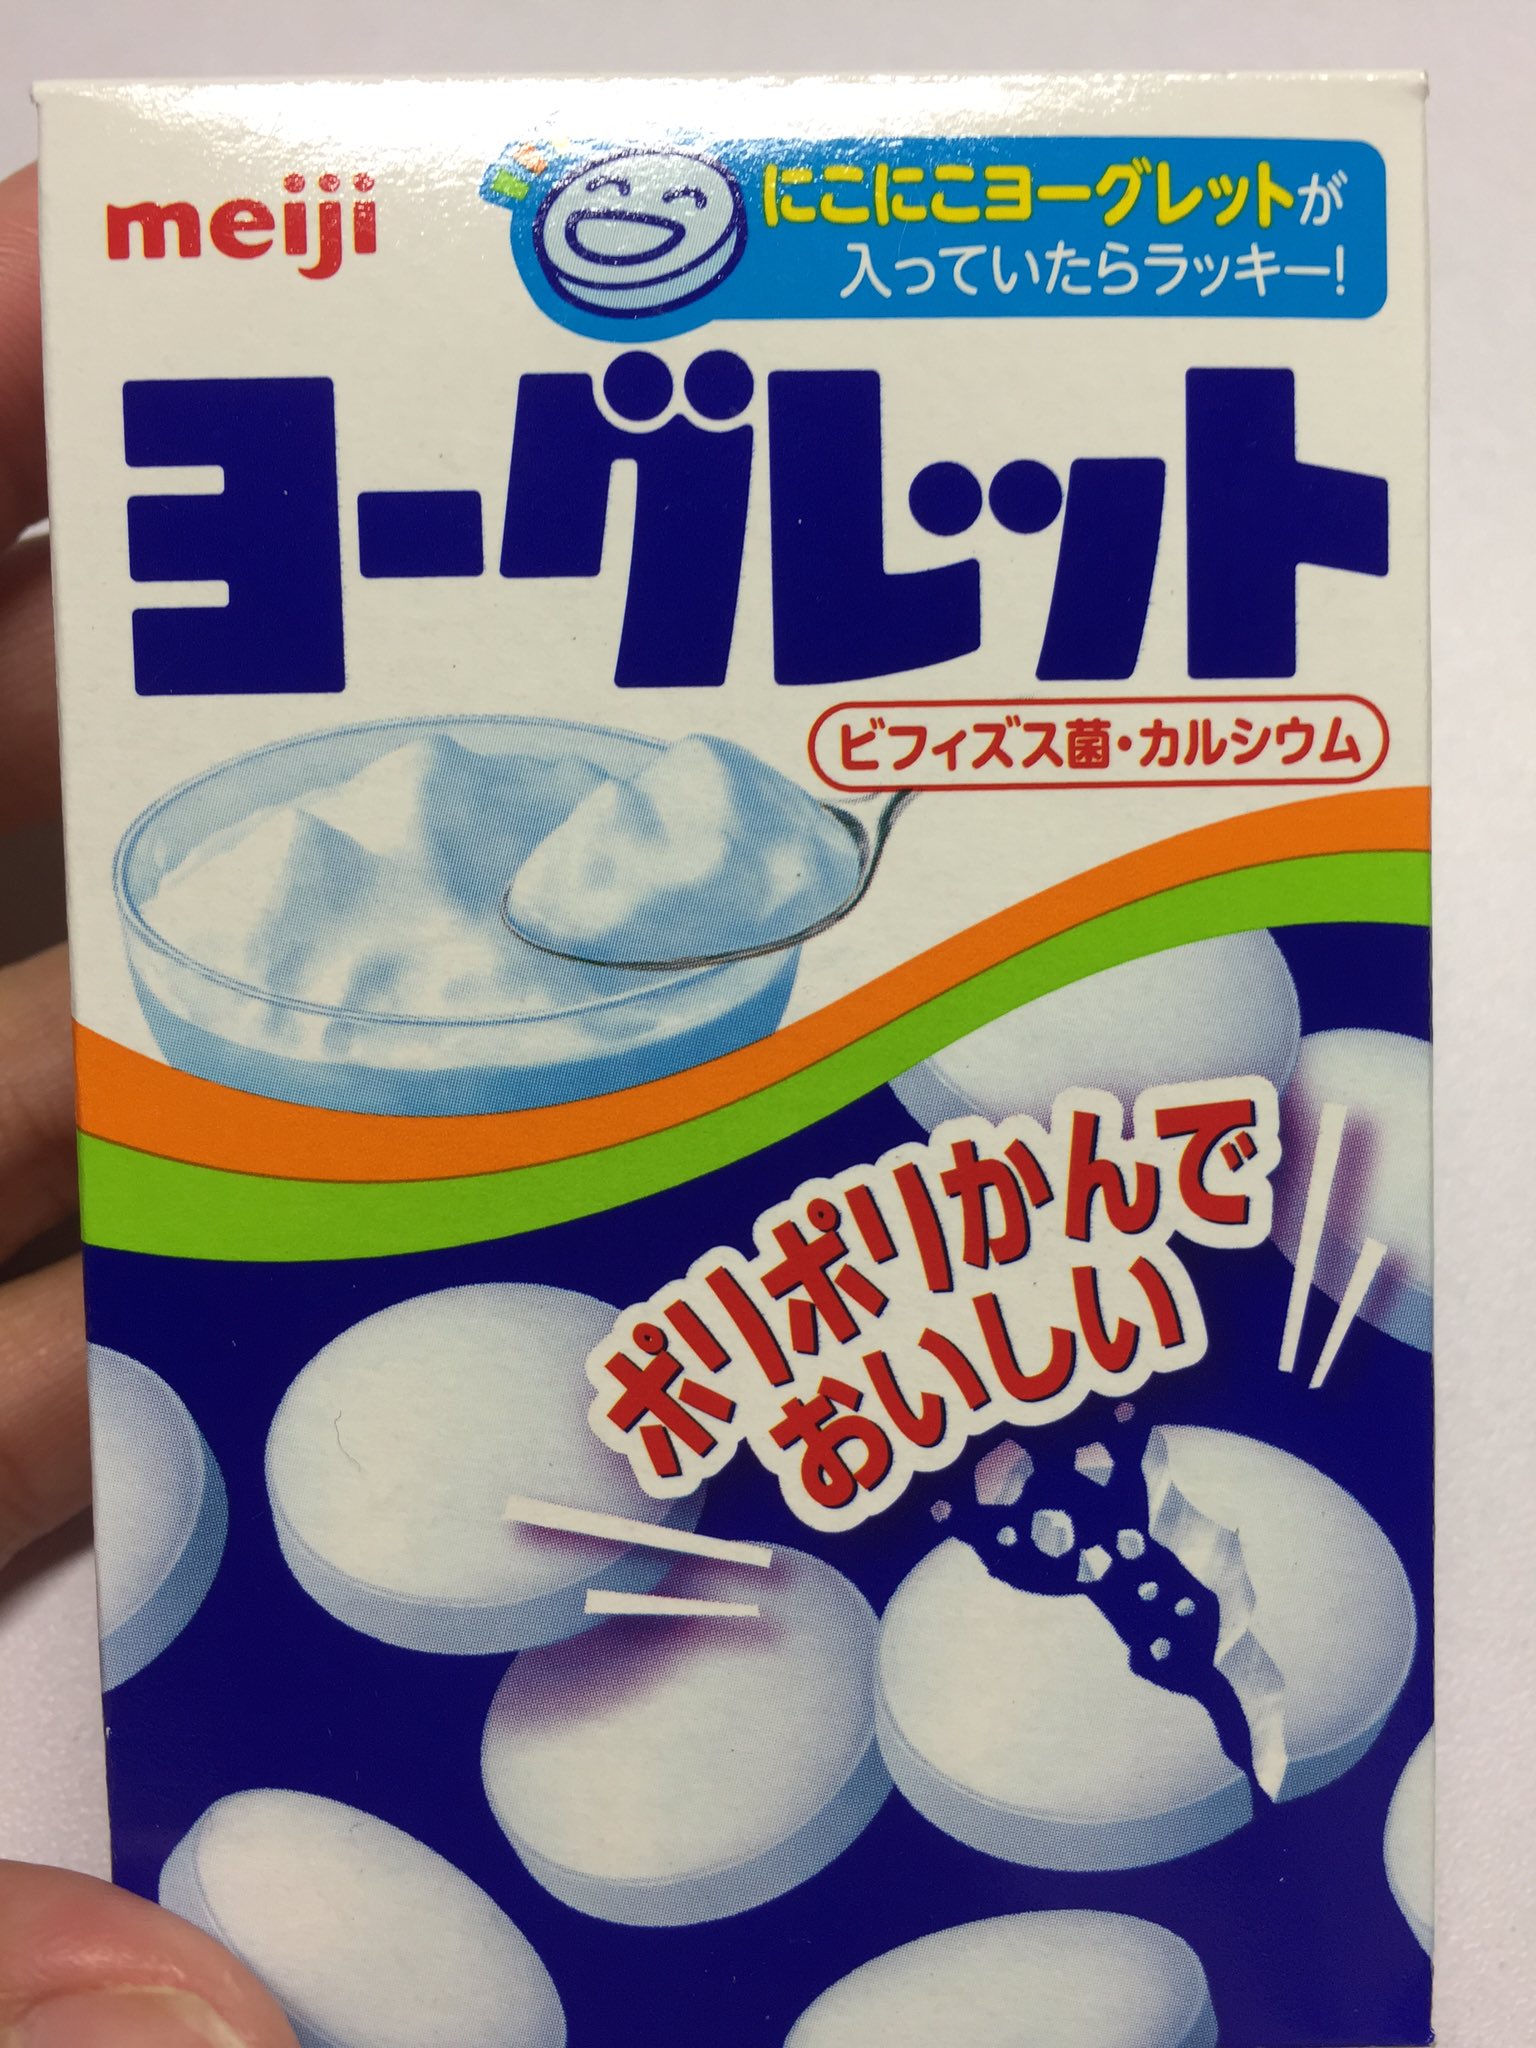 meiji
にこにこヨーグレットが
入っていたらラッキー!
ヨーグレット
ビフィズス菌・カルシウム
ポリポリかんで
おいしい